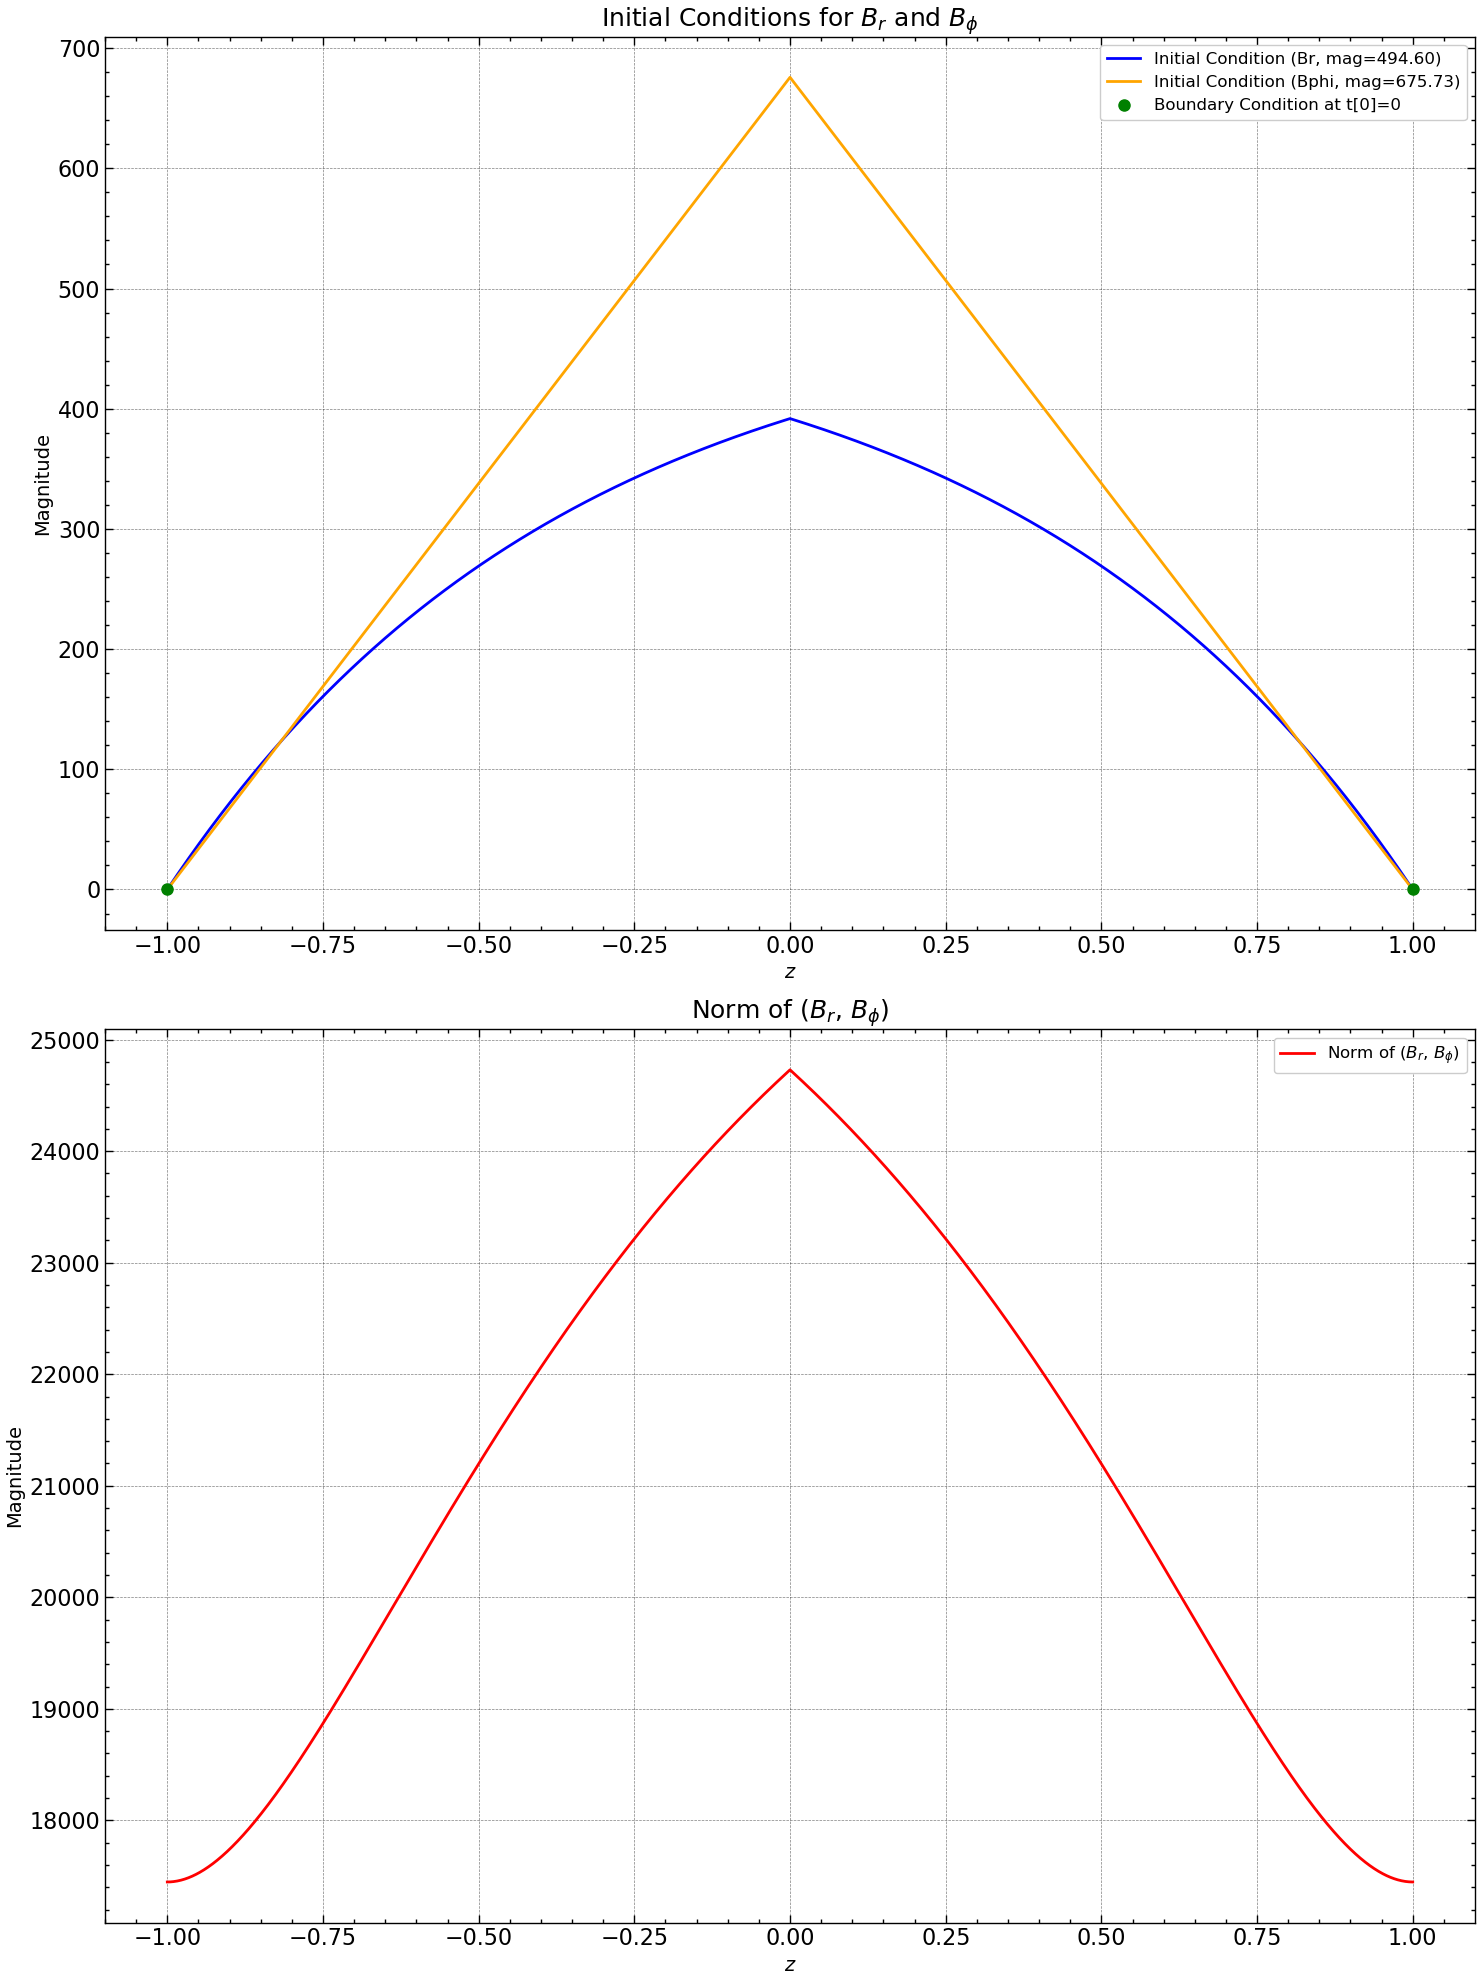 Initial Conditions for $B_r$ and $B_\phi$
700
600
500
400
300
200
100
0
Magnitude
Initial Condition (Br, mag=494.60)
Initial Condition (Bphi, mag=675.73)
Boundary Condition at t[0]=0
−1.00 −0.75 −0.50 −0.25 0.00 0.25 0.50 0.75 1.00
z
Norm of ($B_r$, $B_\phi$)
25000
24000
23000
22000
21000
20000
19000
18000
Magnitude
Norm of ($B_r$, $B_\phi$)
−1.00 −0.75 −0.50 −0.25 0.00 0.25 0.50 0.75 1.00
z